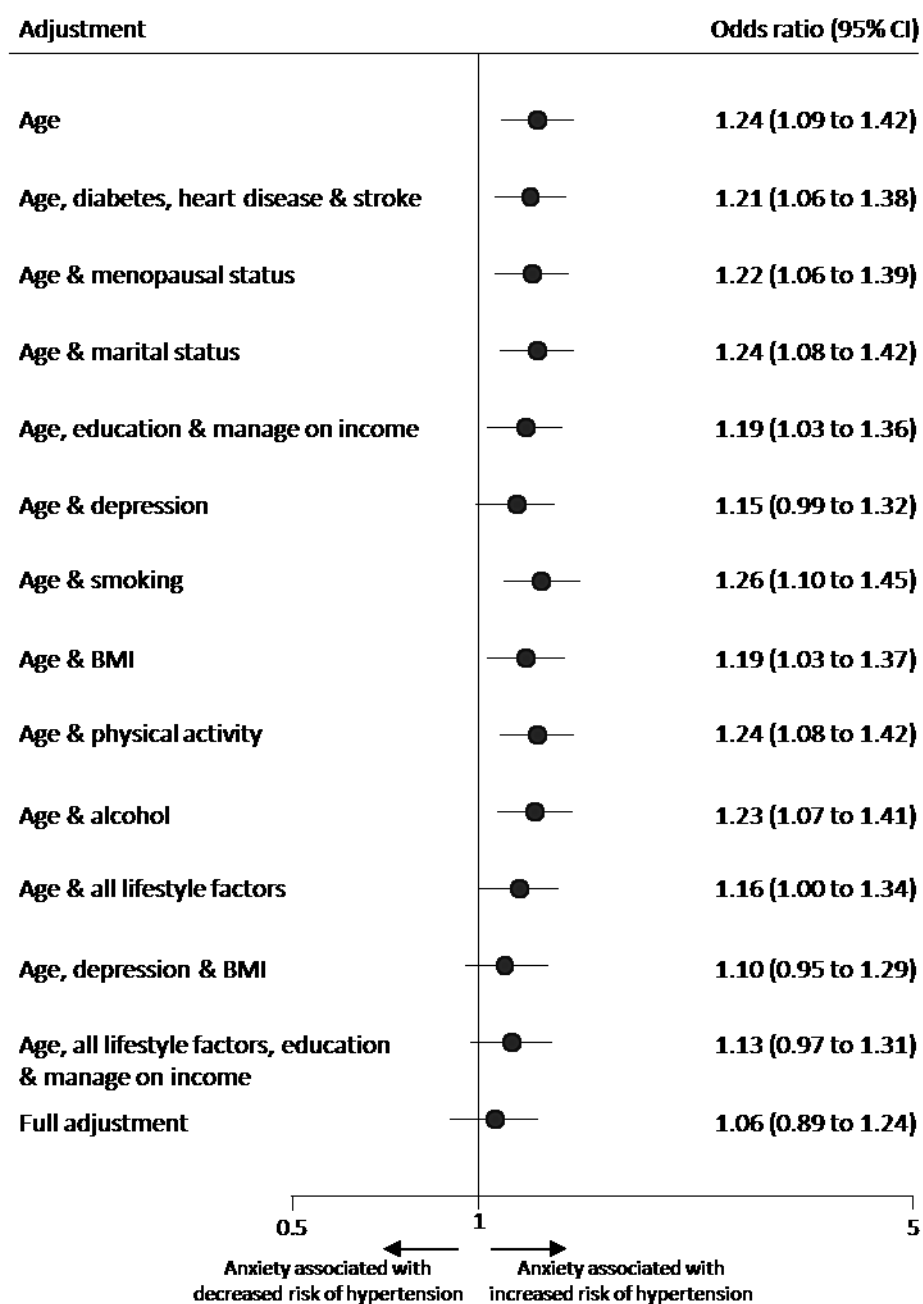 Adjustment Odds ratio (95% CI)
Age 1.24 (1.09 to 1.42)
Age, diabetes, heart disease & stroke 1.21 (1.06 to 1.38)
Age & menopausal status 1.22 (1.06 to 1.39)
Age & marital status 1.24 (1.08 to 1.42)
Age, education & manage on income 1.19 (1.03 to 1.36)
Age & depression 1.15 (0.99 to 1.32)
Age & smoking 1.26 (1.10 to 1.45)
Age & BMI 1.19 (1.03 to 1.37)
Age & physical activity 1.24 (1.08 to 1.42)
Age & alcohol 1.23 (1.07 to 1.41)
Age & all lifestyle factors 1.16 (1.00 to 1.34)
Age, depression & BMI 1.10 (0.95 to 1.29)
Age, all lifestyle factors, education 1.13 (0.97 to 1.31)
& manage on income
Full adjustment 1.06 (0.89 to 1.24)
0.5 1 5
Anxiety associated with Anxiety associated with
decreased risk of hypertension increased risk of hypertension